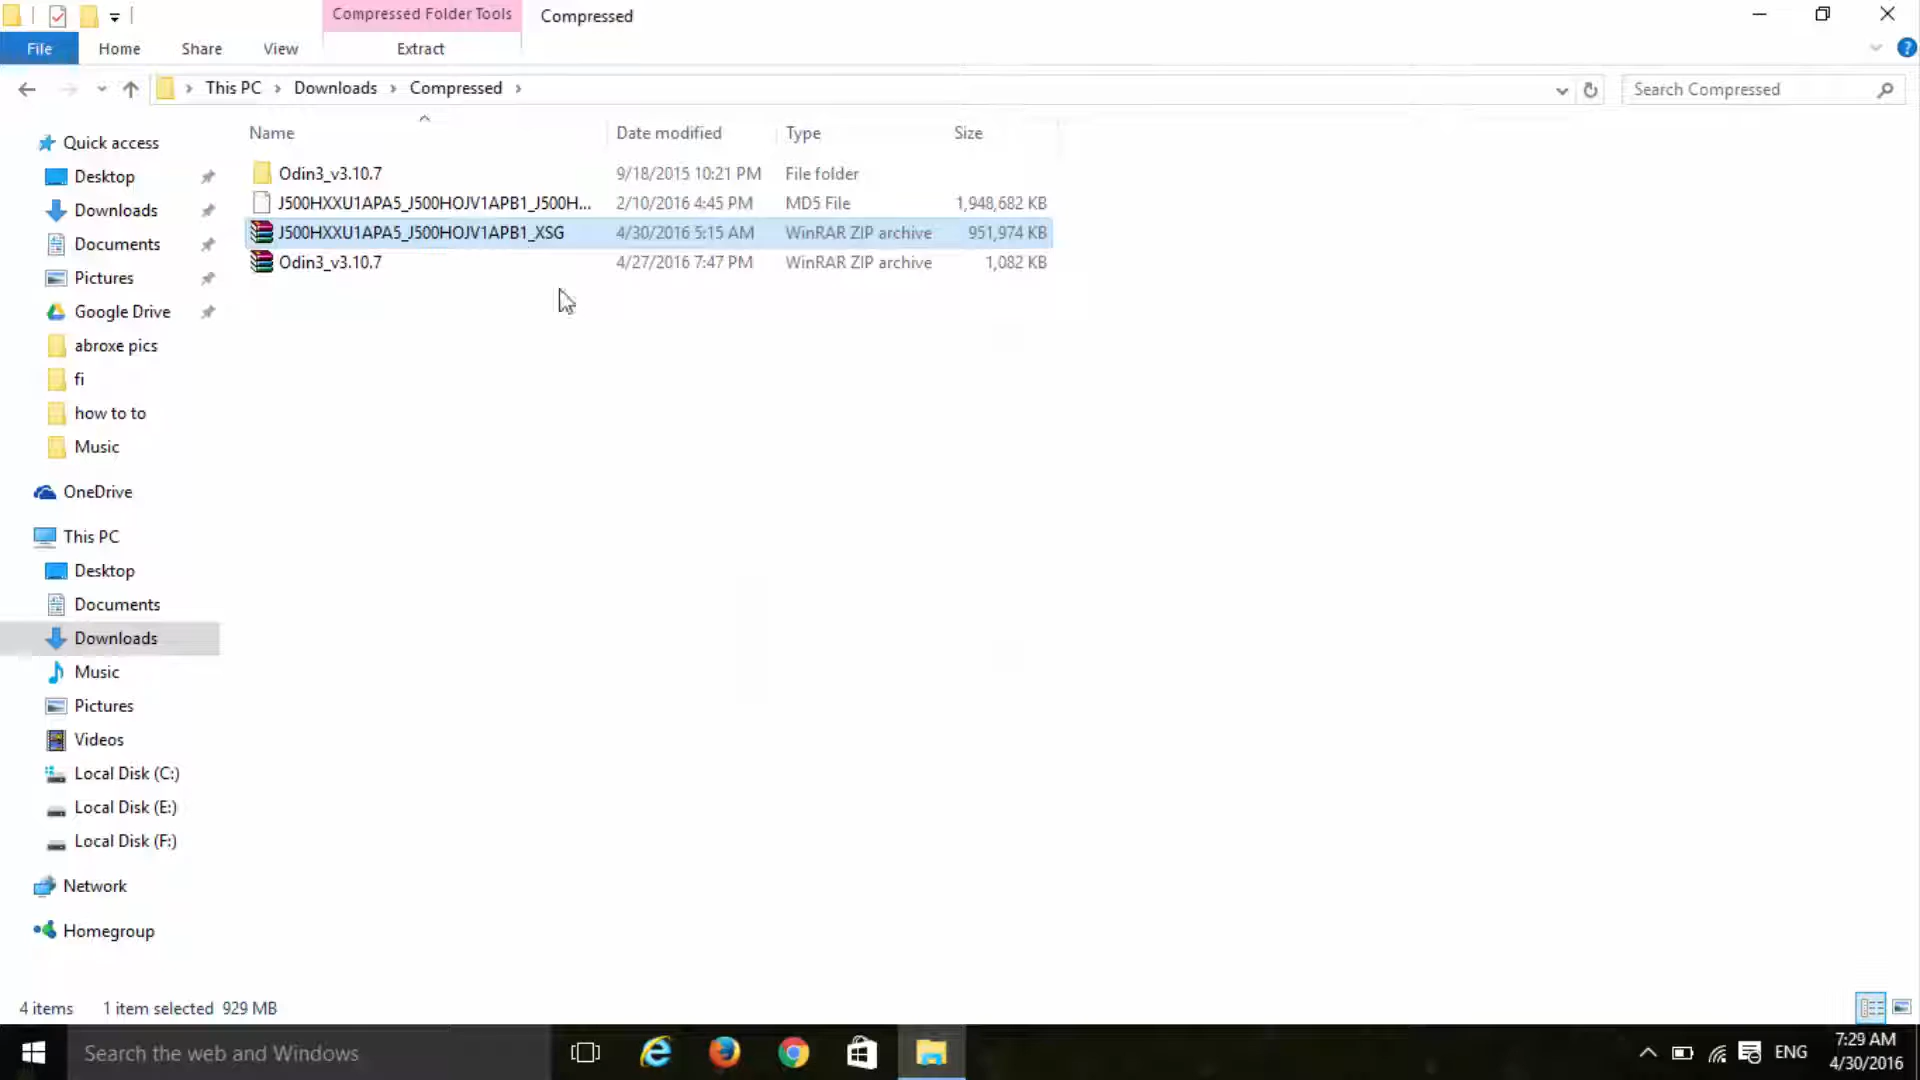 Compressed Folder Tools
Compressed
File
Home
Share
View
Extract
This PC
Downloads
Compressed
Search Compressed
Name
Date modified
Type
Size
Odin3_v3.10.7
9/18/2015 10:21 PM
File folder
J500HXXU1APA5_J500HOJV1APB1_J500H...
2/10/2016 4:45 PM
MD5 File
1,948,682 KB
J500HXXU1APA5_J500HOJV1APB1_XSG
4/30/2016 5:15 AM
WinRAR ZIP archive
951,974 KB
Odin3_v3.10.7
4/27/2016 7:47 PM
WinRAR ZIP archive
1,082 KB
Quick access
Desktop
Downloads
Documents
Pictures
Google Drive
abroxe pics
fi
how to to
Music
OneDrive
This PC
Desktop
Documents
Downloads
Music
Pictures
Videos
Local Disk (C:)
Local Disk (E:)
Local Disk (F:)
Network
Homegroup
4 items
1 item selected 929 MB
Search the web and Windows
ENG
7:29 AM
4/30/2016